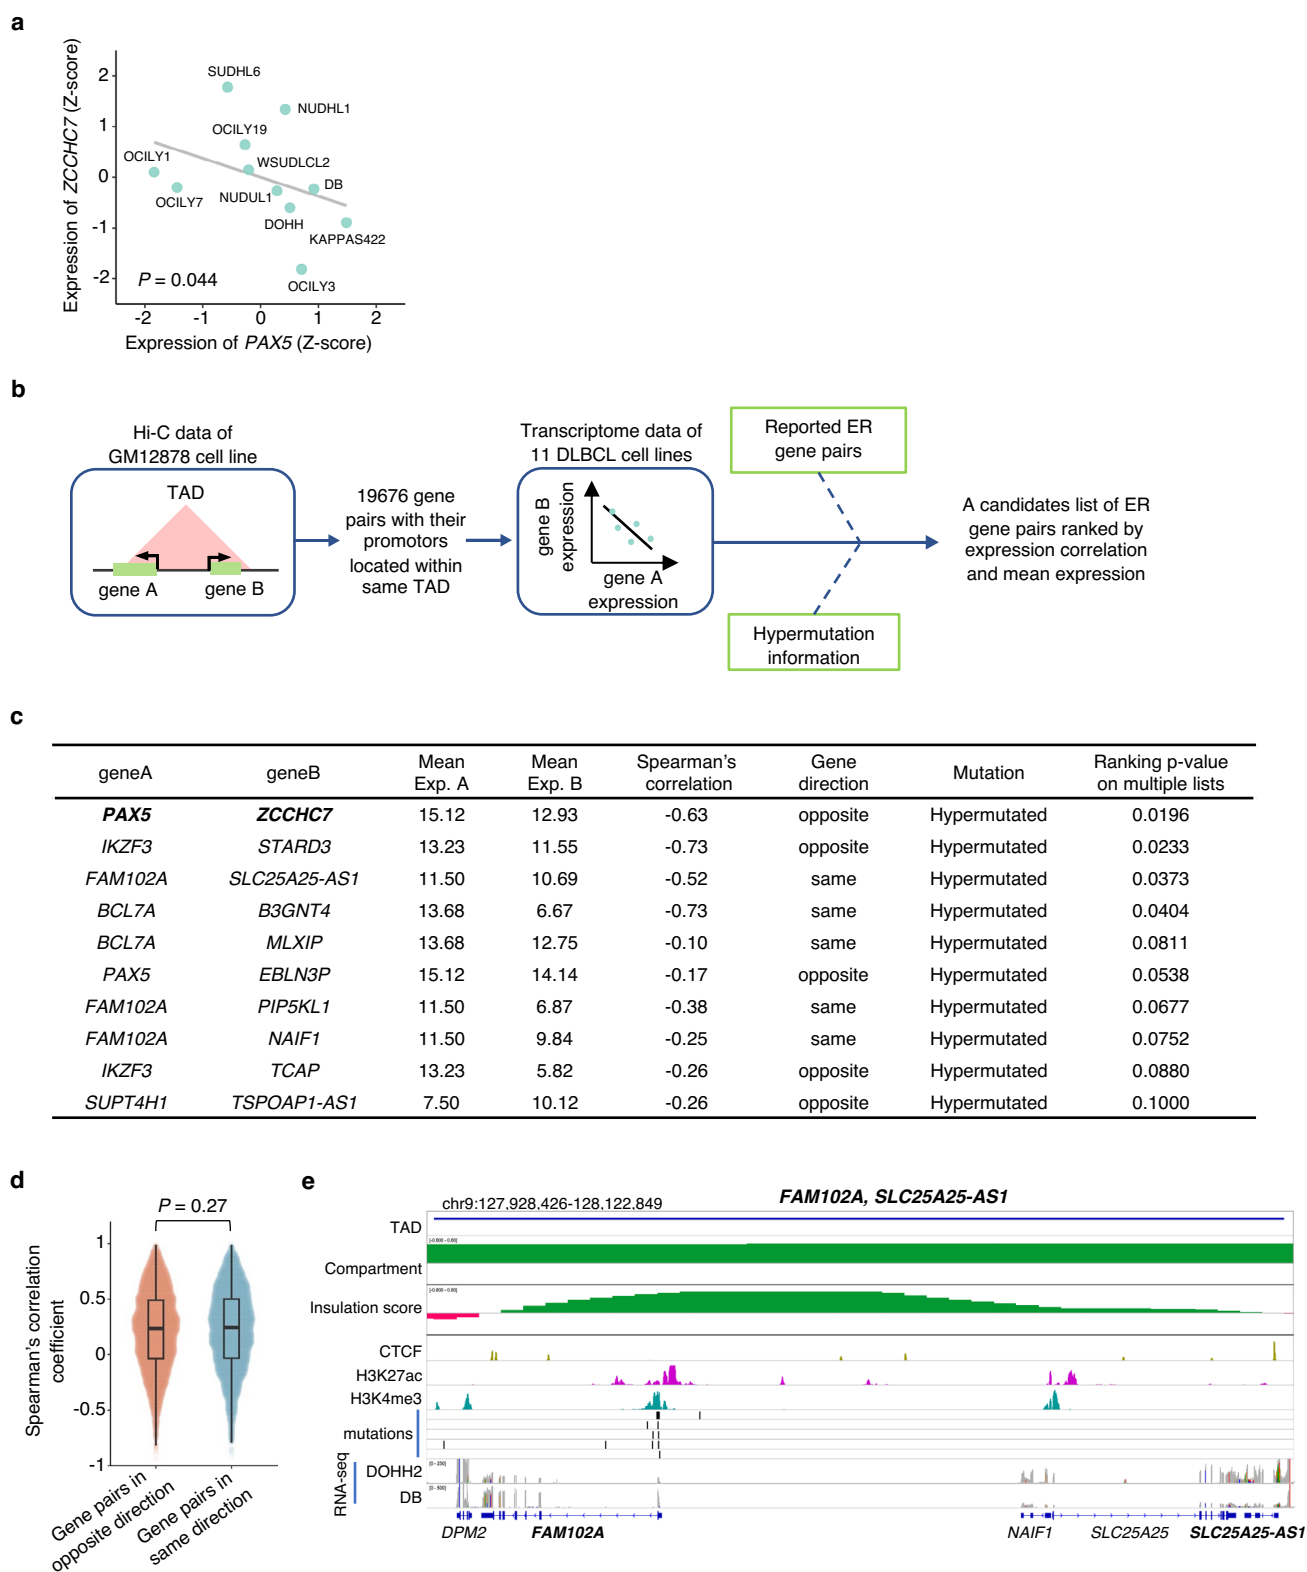 a
Expression of ZCCHC7 (Z-score)
2
1
0
-1
-2
SUDHL6
NUDHL1
OCILY19
OCILY1
WSUDLCL2
DB
OCILY7
NUDUL1
DOHH
KAPPAS422
OCILY3
P = 0.044
-2 -1 0 1 2
Expression of PAX5 (Z-score)
b
Hi-C data of
GM12878 cell line
TAD
gene A gene B
19676 gene
pairs with their
promotors
located within
same TAD
Transcriptome data of
11 DLBCL cell lines
gene B
expression
gene A
expression
Reported ER
gene pairs
Hypermutation
information
A candidates list of ER
gene pairs ranked by
expression correlation
and mean expression
c
geneA geneB Mean Exp. A Mean Exp. B Spearman's correlation Gene direction Mutation Ranking p-value on multiple lists
PAX5 ZCCHC7 15.12 12.93 -0.63 opposite Hypermutated 0.0196
IKZF3 STARD3 13.23 11.55 -0.73 opposite Hypermutated 0.0233
FAM102A SLC25A25-AS1 11.50 10.69 -0.52 same Hypermutated 0.0373
BCL7A B3GNT4 13.68 6.67 -0.73 same Hypermutated 0.0404
BCL7A MLXIP 13.68 12.75 -0.10 same Hypermutated 0.0811
PAX5 EBLN3P 15.12 14.14 -0.17 opposite Hypermutated 0.0538
FAM102A PIP5KL1 11.50 6.87 -0.38 same Hypermutated 0.0677
FAM102A NAIF1 11.50 9.84 -0.25 same Hypermutated 0.0752
IKZF3 TCAP 13.23 5.82 -0.26 opposite Hypermutated 0.0880
SUPT4H1 TSPOAP1-AS1 7.50 10.12 -0.26 opposite Hypermutated 0.1000
d
P = 0.27
Spearman's correlation
coefficient
1
0.5
0
-0.5
-1
Gene pairs in
opposite direction
Gene pairs in
same direction
e
chr9:127,928,426-128,122,849
FAM102A, SLC25A25-AS1
TAD
[-0.800 - 0.80]
Compartment
[-0.800 - 0.80]
Insulation score
CTCF
H3K27ac
H3K4me3
mutations
RNA-seq
DOHH2
[0 - 250]
DB
[0 - 500]
DPM2 FAM102A NAIF1 SLC25A25 SLC25A25-AS1